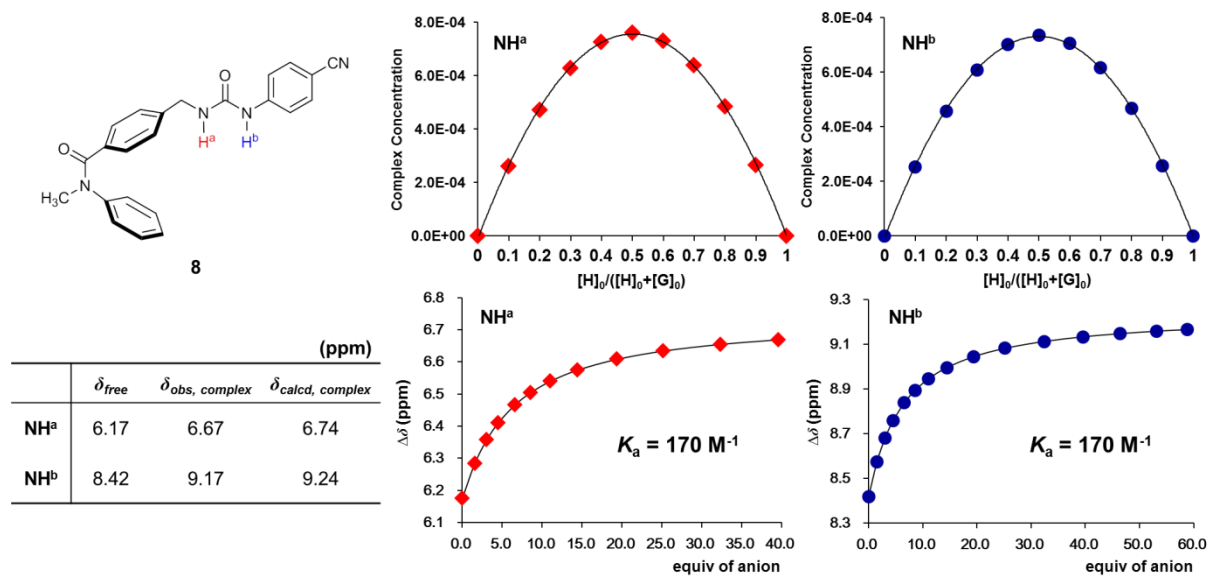 O
N
N
CN
Hᵃ
Hᵇ
O
N
H₃C
8
(ppm)
δfree δobs, complex δcalcd, complex
NHᵃ 6.17 6.67 6.74
NHᵇ 8.42 9.17 9.24
NHᵃ
Complex Concentration
8.0E-04
6.0E-04
4.0E-04
2.0E-04
0.0E+00
0 0.1 0.2 0.3 0.4 0.5 0.6 0.7 0.8 0.9 1
[H]₀/([H]₀+[G]₀)
NHᵇ
Complex Concentration
8.0E-04
6.0E-04
4.0E-04
2.0E-04
0.0E+00
0 0.1 0.2 0.3 0.4 0.5 0.6 0.7 0.8 0.9 1
[H]₀/([H]₀+[G]₀)
NHᵃ
Δδ (ppm)
6.8
6.7
6.6
6.5
6.4
6.3
6.2
6.1
Kₐ = 170 M⁻¹
0.0 5.0 10.0 15.0 20.0 25.0 30.0 35.0 40.0
equiv of anion
NHᵇ
Δδ (ppm)
9.3
9.1
8.9
8.7
8.5
8.3
Kₐ = 170 M⁻¹
0.0 10.0 20.0 30.0 40.0 50.0 60.0
equiv of anion